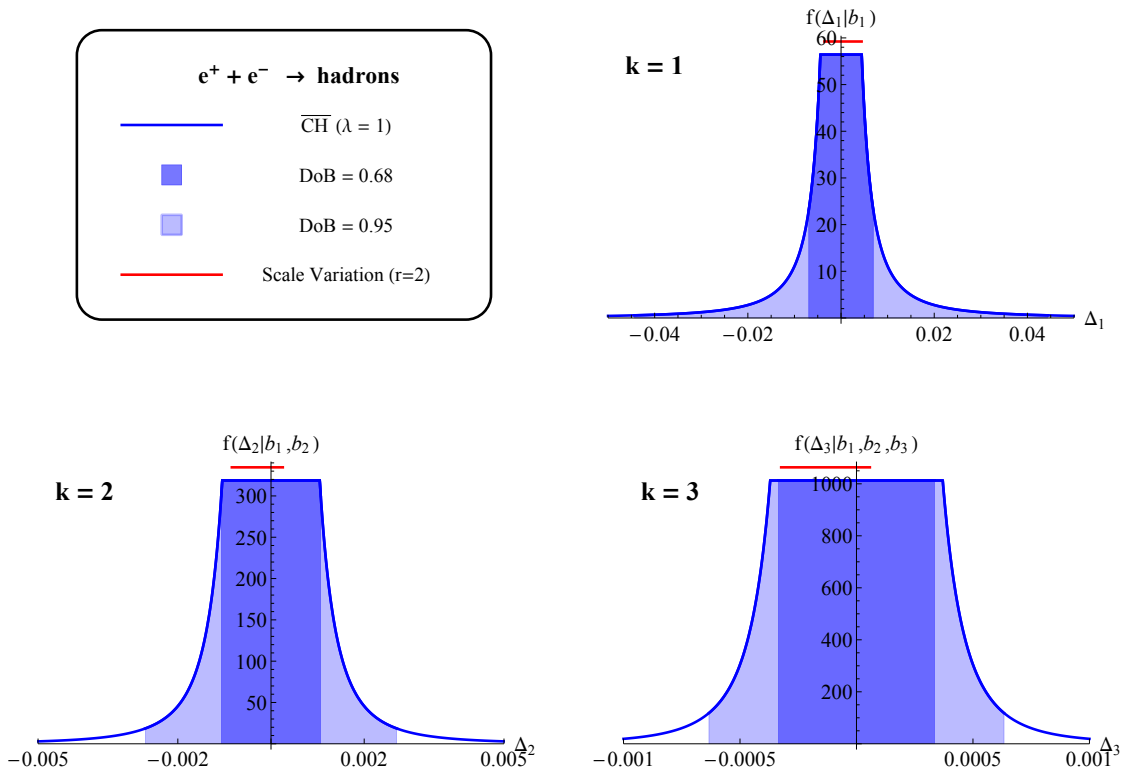 e⁺ + e⁻ → hadrons
C̅H̅ (λ = 1)
DoB = 0.68
DoB = 0.95
Scale Variation (r=2)
f(Δ₁|b₁)
k = 1
60
50
40
30
20
10
−0.04 −0.02 0.02 0.04 Δ₁
f(Δ₂|b₁,b₂)
k = 2
300
250
200
150
100
50
−0.005 −0.002 0.002 0.005 Δ₂
f(Δ₃|b₁,b₂,b₃)
k = 3
1000
800
600
400
200
−0.001 −0.0005 0.0005 0.001 Δ₃